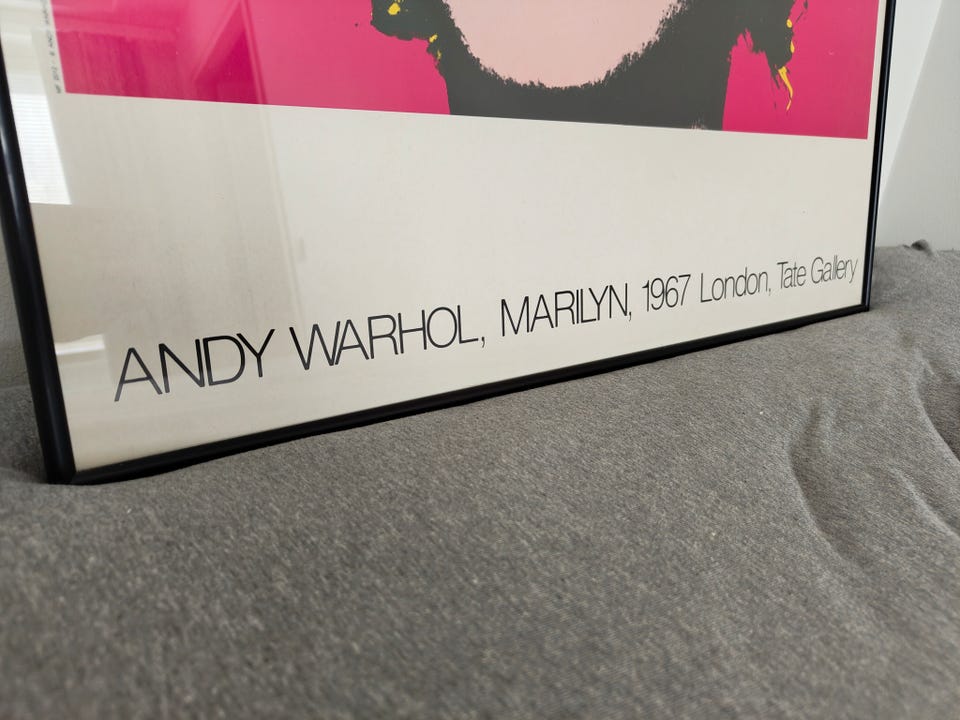 ANDY WARHOL, MARILYN, 1967 London, Tate Gallery